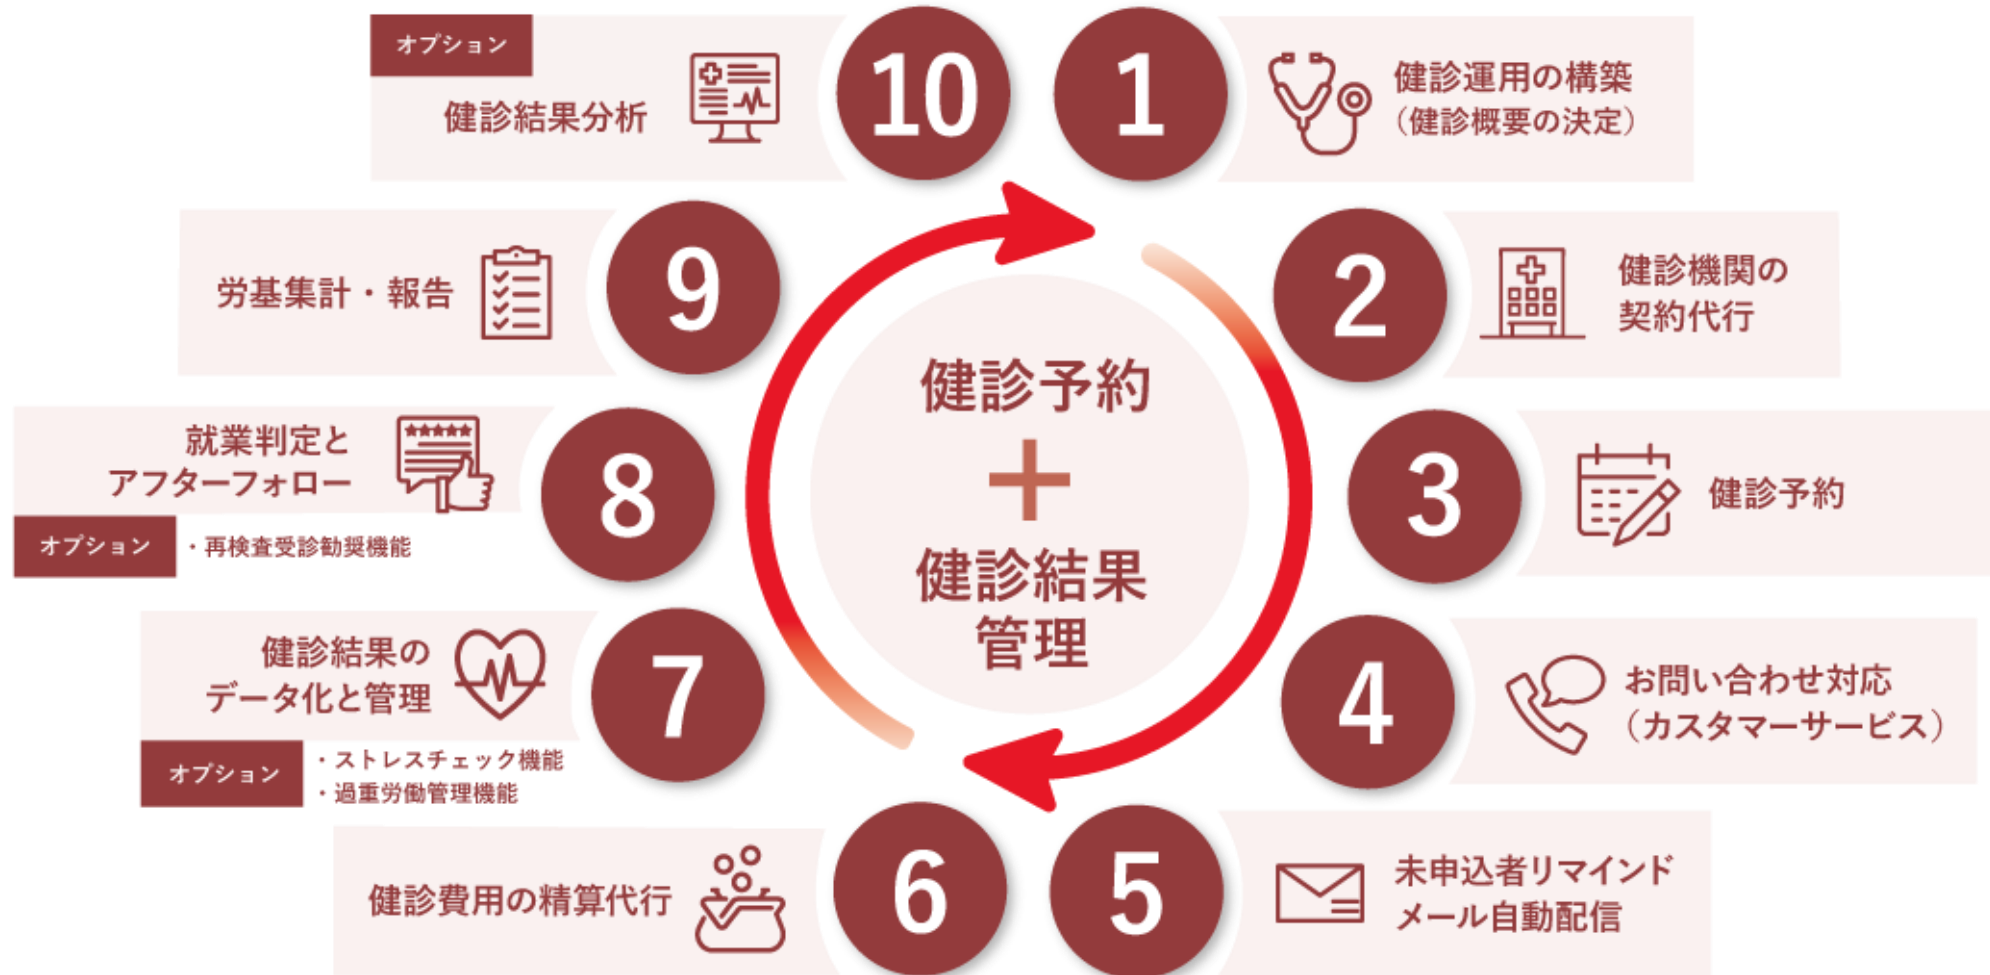 1
健診運用の構築
（健診概要の決定）
2
健診機関の
契約代行
3
健診予約
4
お問い合わせ対応
（カスタマーサービス）
5
未申込者リマインド
メール自動配信
6
健診費用の精算代行
7
健診結果の
データ化と管理
オプション
・ストレスチェック機能
・過重労働管理機能
8
就業判定と
アフターフォロー
オプション
・再検査受診勧奨機能
9
労基集計・報告
10
オプション
健診結果分析
健診予約
＋
健診結果
管理